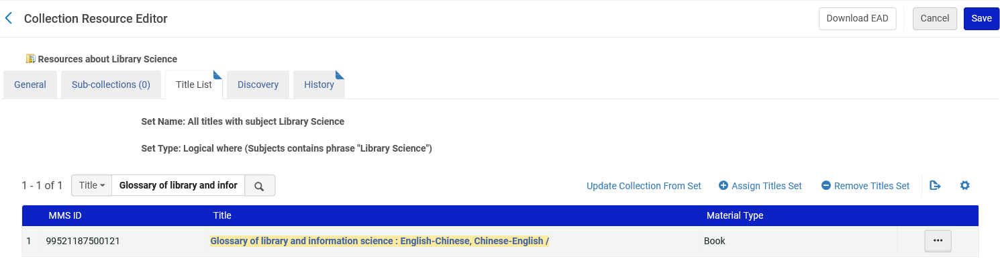 Collection Resource Editor
Download EAD
Cancel
Save
Resources about Library Science
General
Sub-collections (0)
Title List
Discovery
History
Set Name: All titles with subject Library Science
Set Type: Logical where (Subjects contains phrase "Library Science")
1 - 1 of 1
Title
Glossary of library and infor
Update Collection From Set
Assign Titles Set
Remove Titles Set
MMS ID
Title
Material Type
1
99521187500121
Glossary of library and information science : English-Chinese, Chinese-English /
Book